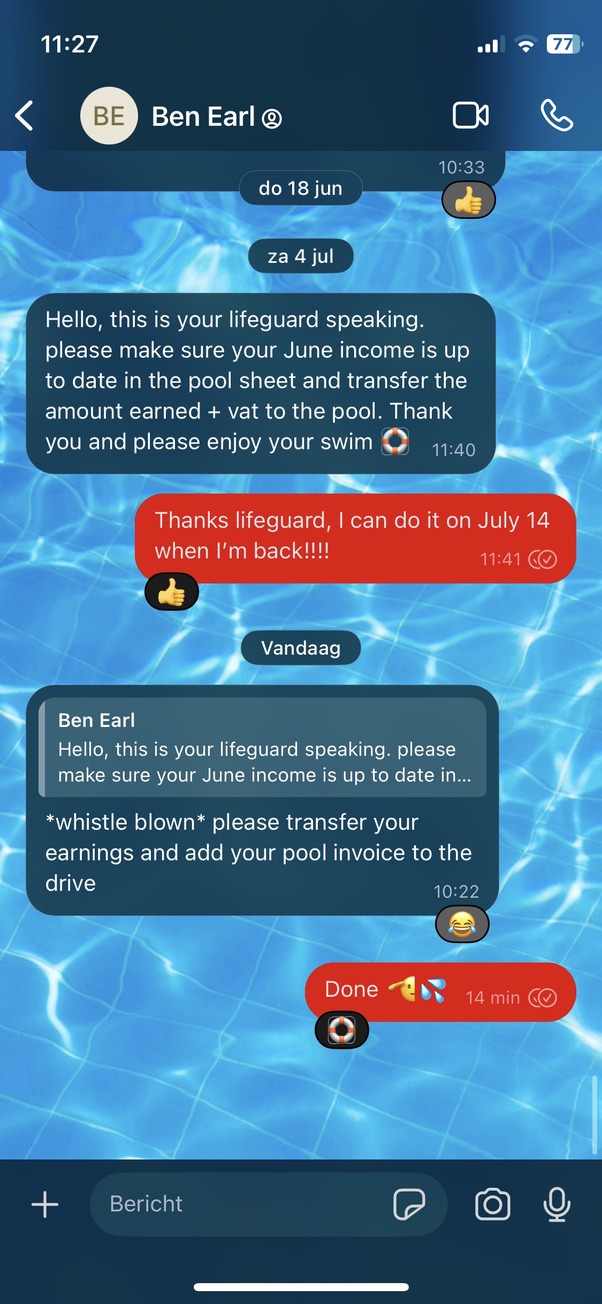 11:27
77
BE
Ben Earl
10:33
👍
do 18 jun
za 4 jul
Hello, this is your lifeguard speaking.
please make sure your June income is up
to date in the pool sheet and transfer the
amount earned + vat to the pool. Thank
you and please enjoy your swim 🛟 11:40
Thanks lifeguard, I can do it on July 14
when I’m back!!!! 11:41
👍
Vandaag
Ben Earl
Hello, this is your lifeguard speaking. please
make sure your June income is up to date in...
*whistle blown* please transfer your
earnings and add your pool invoice to the
drive
10:22
😂
Done 🫡💦 14 min
🛟
Bericht